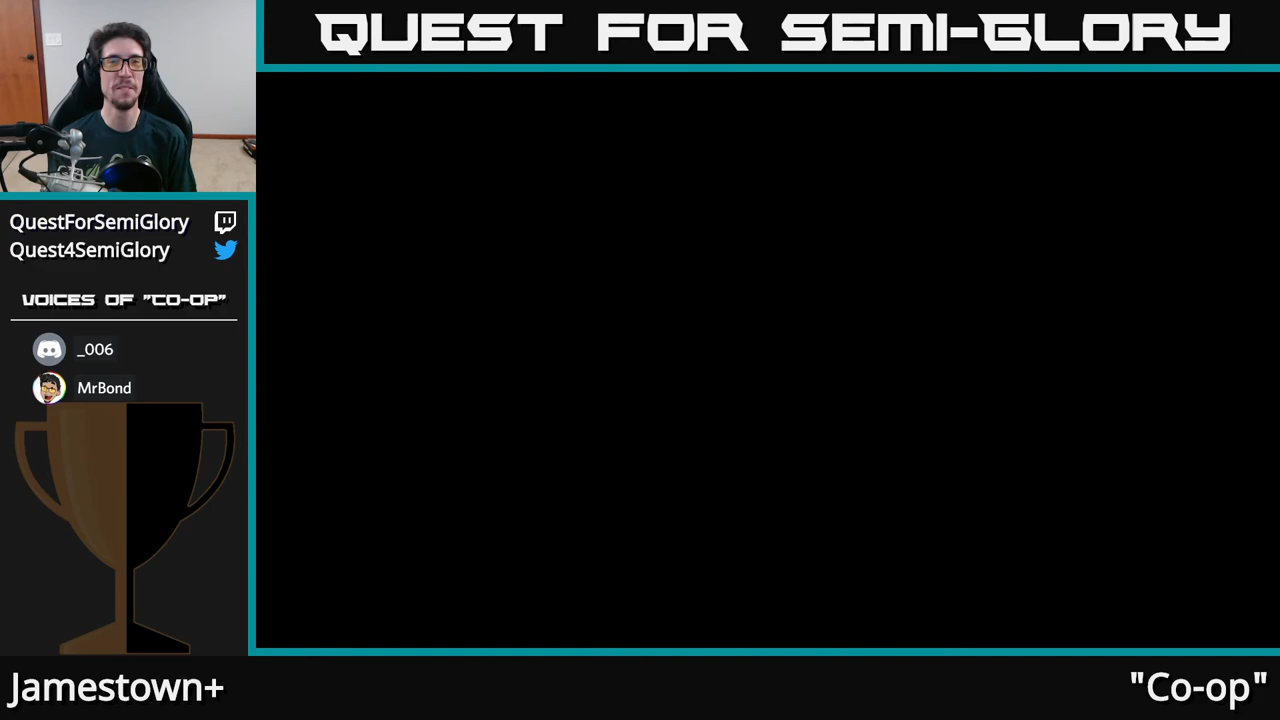 QUEST FOR SEMI-GLORY
QuestForSemiGlory
Quest4SemiGlory
VOICES OF "CO-OP"
_006
MrBond
Jamestown+
"Co-op"